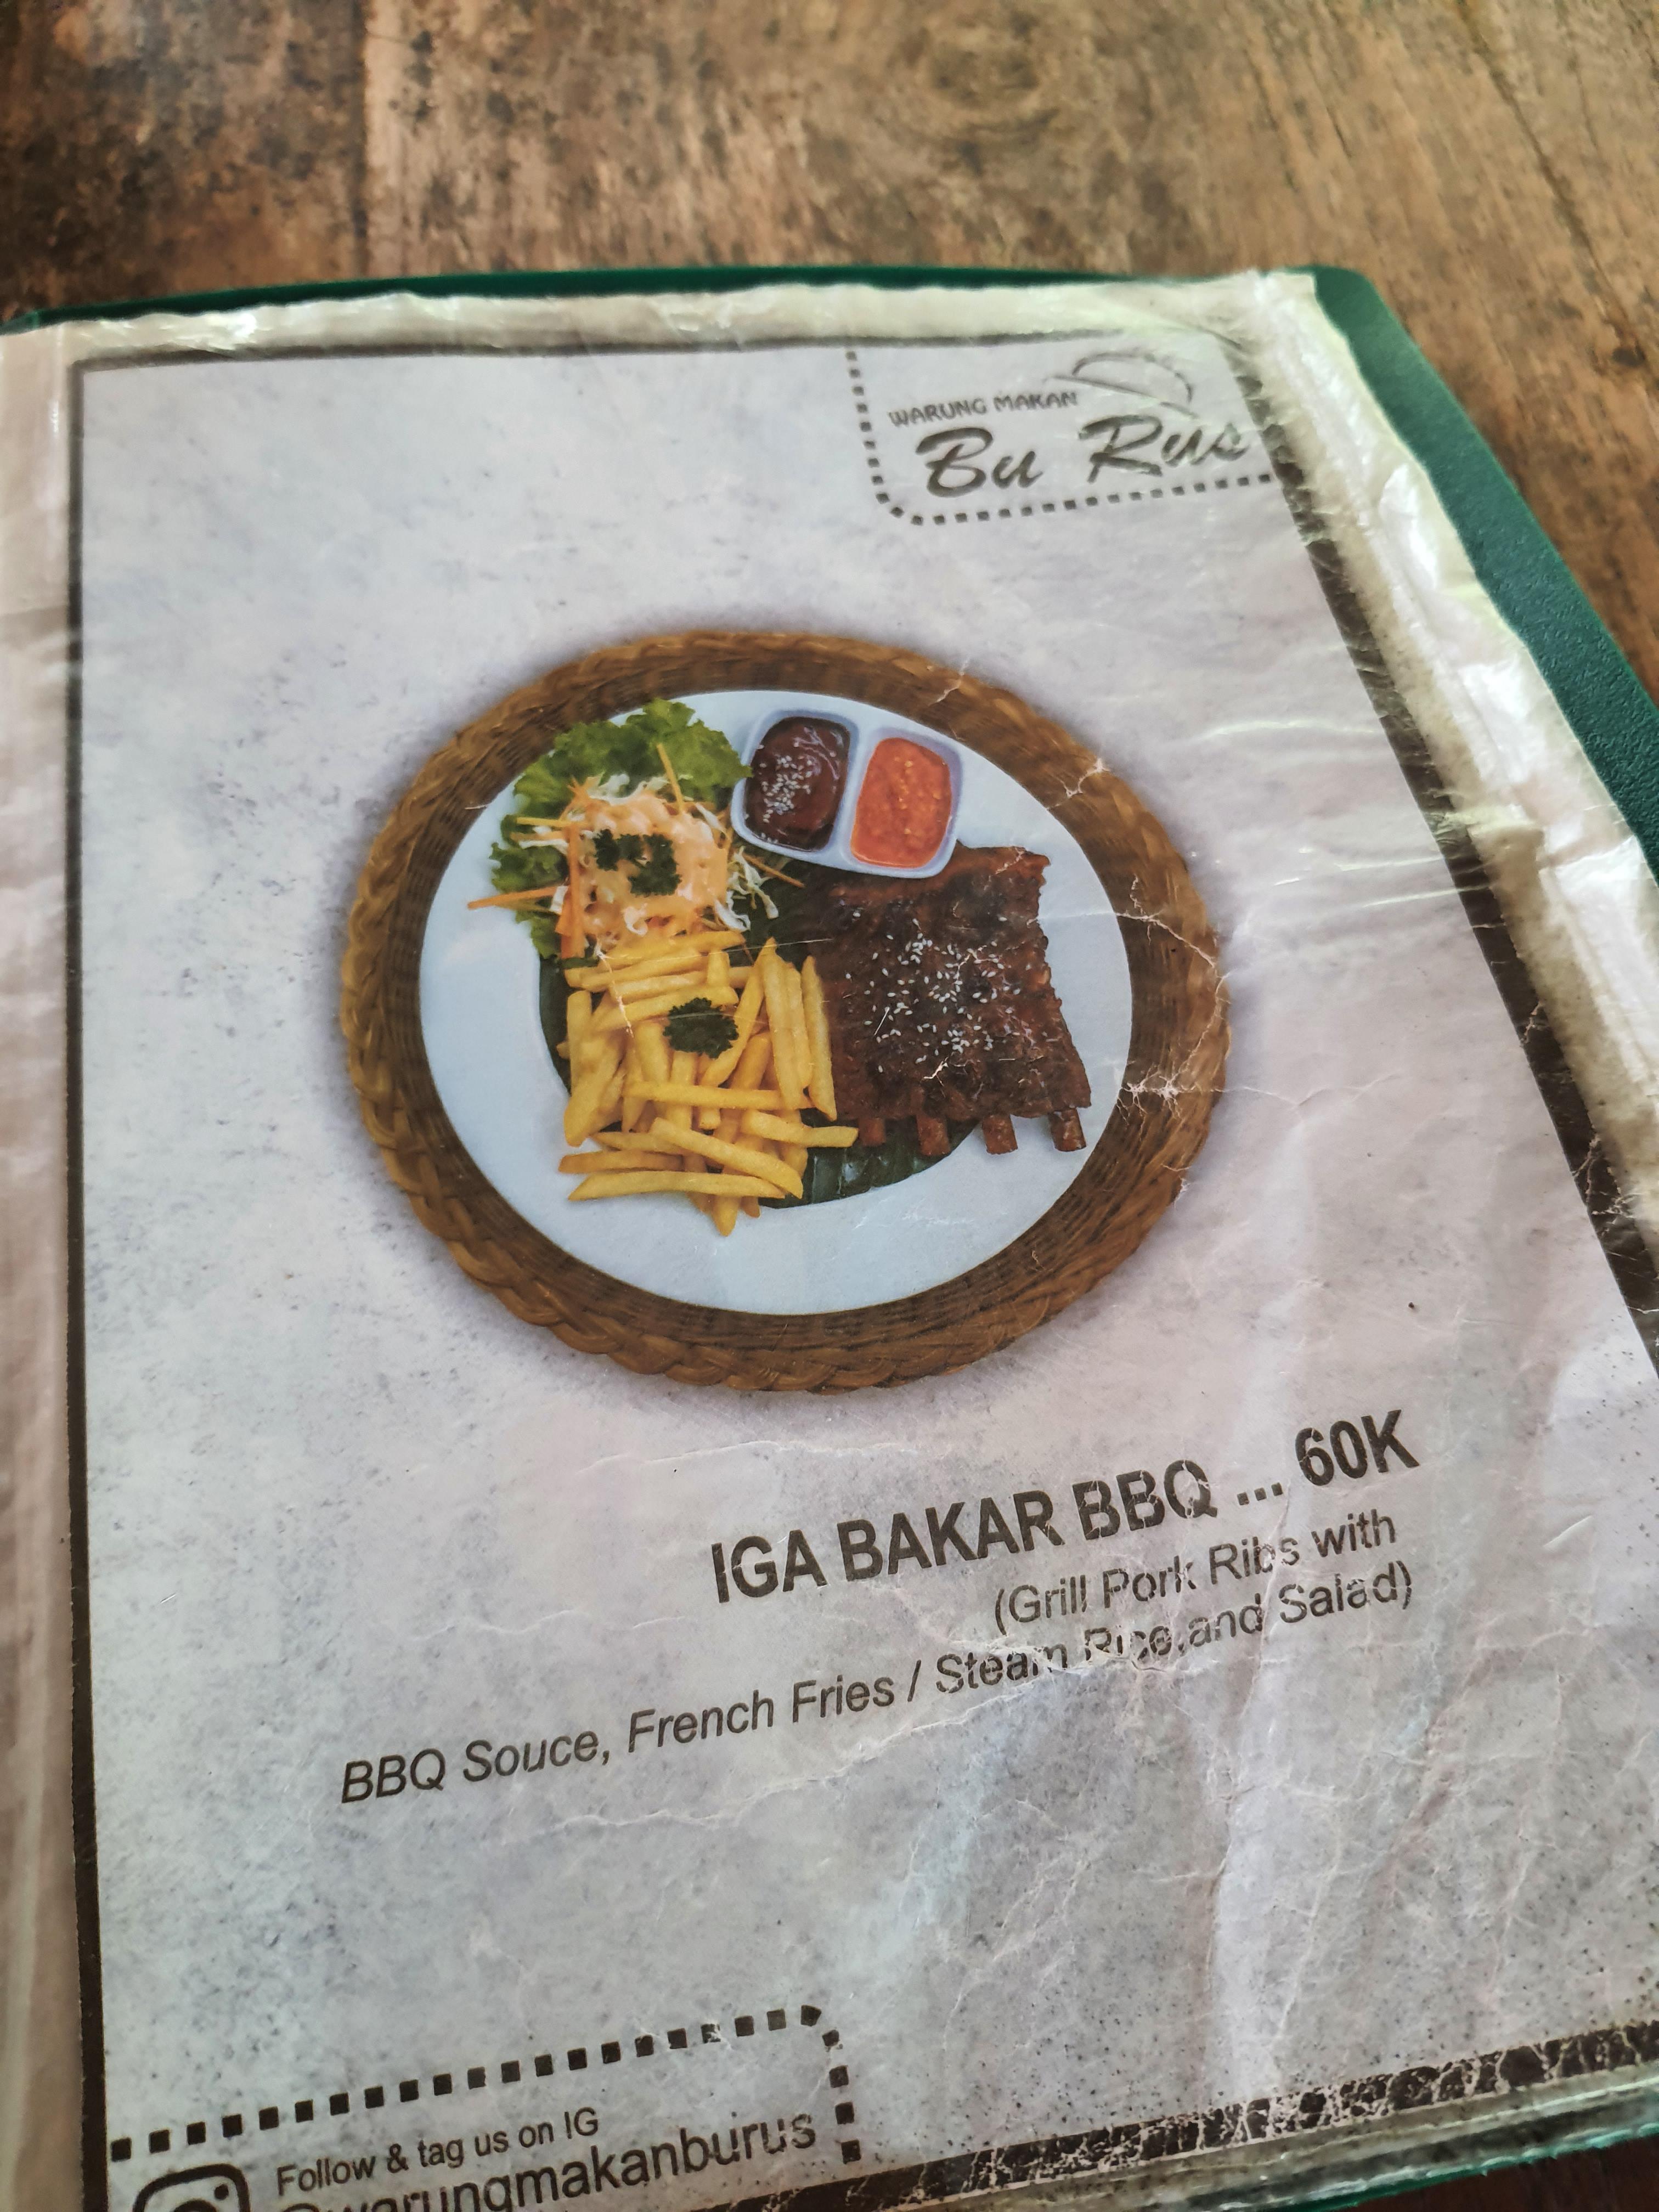 WARUNG MAKAN
Bu Rus
IGA BAKAR BBQ ... 60K
(Grill Pork Ribs with
BBQ Souce, French Fries / Steam Rice,and Salad)
Follow & tag us on IG
@warungmakanburus